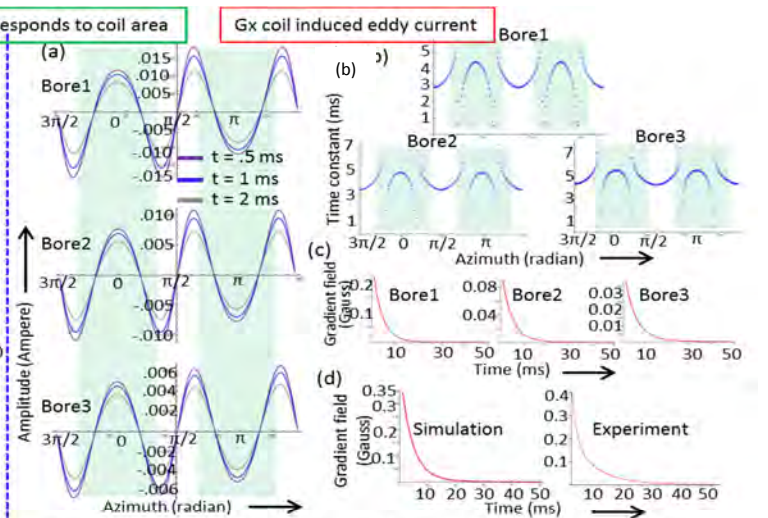 esponds to coil area
Gx coil induced eddy current
(a)
.015
.010
.005
Bore1
3π/2
0
π/2
π
-.005
-.010
-.015
t = .5 ms
t = 1 ms
t = 2 ms
.010
.005
Bore2
3π/2
0
π/2
π
-.005
-.010
.006
.004
.002
Bore3
3π/2
0
π/2
π
-.002
-.004
-.006
Amplitude (Ampere)
Azimuth (radian)
(b)
Bore1
5
4
3
2
1
Time constant (ms)
Bore2
7
5
3
1
3π/2
0
π/2
π
Bore3
7
5
3
1
3π/2
0
π/2
π
Azimuth (radian)
(c)
Gradient field
(Gauss)
0.2
0.1
Bore1
10
30
50
0.08
0.04
Bore2
10
30
50
0.03
0.02
0.01
Bore3
10
30
50
Time (ms)
(d)
Gradient field
(Gauss)
0.35
0.3
0.2
0.1
Simulation
10
20
30
40
50
0.4
0.3
0.2
0.1
Experiment
10
20
30
40
50
Time (ms)